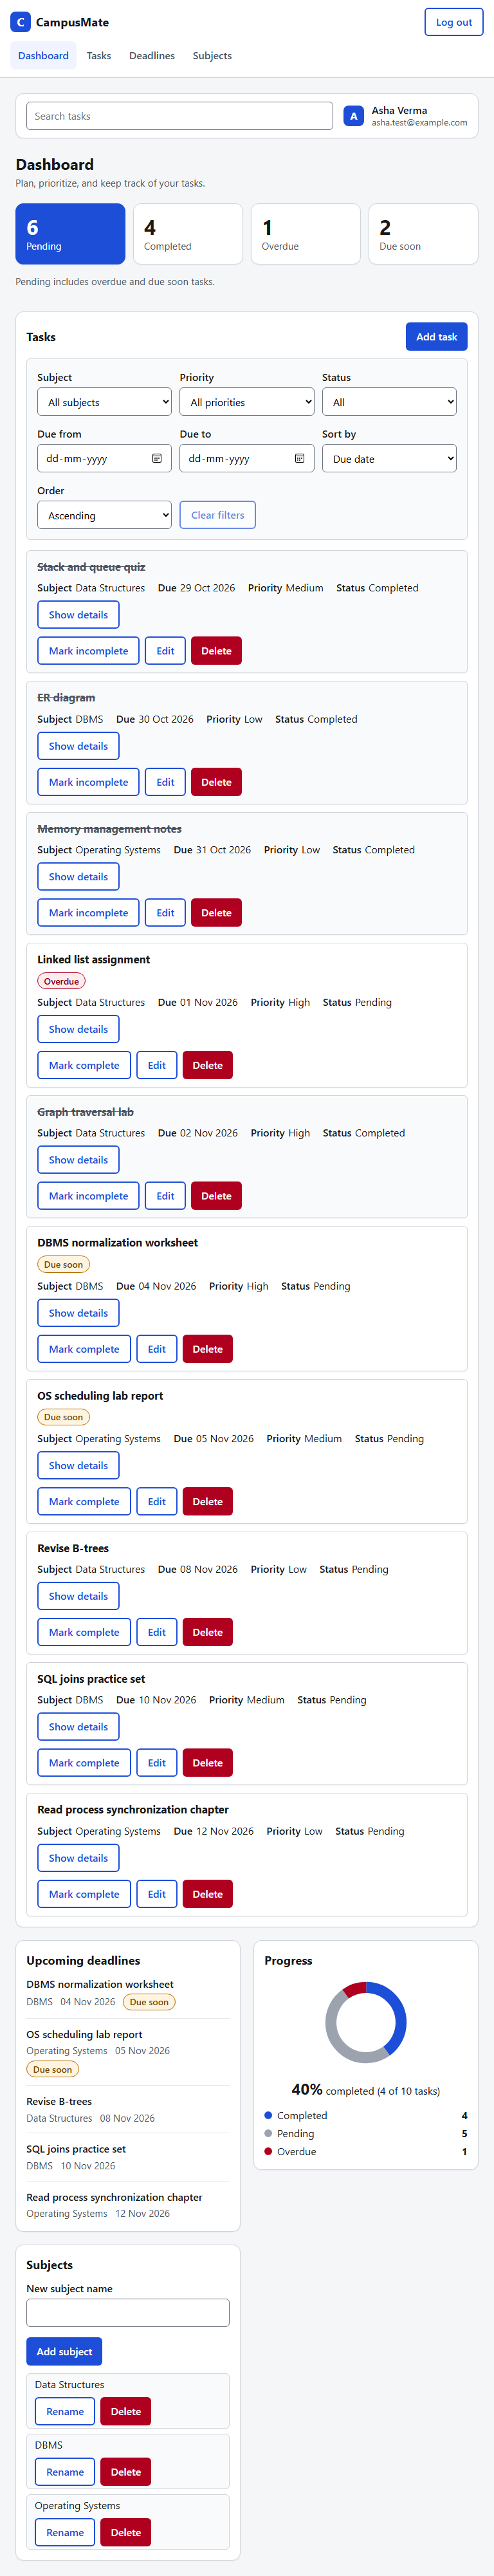 C CampusMate
Log out
Dashboard Tasks Deadlines Subjects
Search tasks
A
Asha Verma
asha.test@example.com
Dashboard
Plan, prioritize, and keep track of your tasks.
6
Pending
4
Completed
1
Overdue
2
Due soon
Pending includes overdue and due soon tasks.
Tasks
Add task
Subject Priority Status
All subjects All priorities All
Due from Due to Sort by
dd-mm-yyyy dd-mm-yyyy Due date
Order
Ascending Clear filters
Stack and queue quiz
Subject Data Structures Due 29 Oct 2026 Priority Medium Status Completed
Show details
Mark incomplete Edit Delete
ER diagram
Subject DBMS Due 30 Oct 2026 Priority Low Status Completed
Show details
Mark incomplete Edit Delete
Memory management notes
Subject Operating Systems Due 31 Oct 2026 Priority Low Status Completed
Show details
Mark incomplete Edit Delete
Linked list assignment
Overdue
Subject Data Structures Due 01 Nov 2026 Priority High Status Pending
Show details
Mark complete Edit Delete
Graph traversal lab
Subject Data Structures Due 02 Nov 2026 Priority High Status Completed
Show details
Mark incomplete Edit Delete
DBMS normalization worksheet
Due soon
Subject DBMS Due 04 Nov 2026 Priority High Status Pending
Show details
Mark complete Edit Delete
OS scheduling lab report
Due soon
Subject Operating Systems Due 05 Nov 2026 Priority Medium Status Pending
Show details
Mark complete Edit Delete
Revise B-trees
Subject Data Structures Due 08 Nov 2026 Priority Low Status Pending
Show details
Mark complete Edit Delete
SQL joins practice set
Subject DBMS Due 10 Nov 2026 Priority Medium Status Pending
Show details
Mark complete Edit Delete
Read process synchronization chapter
Subject Operating Systems Due 12 Nov 2026 Priority Low Status Pending
Show details
Mark complete Edit Delete
Upcoming deadlines
DBMS normalization worksheet
DBMS 04 Nov 2026 Due soon
OS scheduling lab report
Operating Systems 05 Nov 2026
Due soon
Revise B-trees
Data Structures 08 Nov 2026
SQL joins practice set
DBMS 10 Nov 2026
Read process synchronization chapter
Operating Systems 12 Nov 2026
Progress
40% completed (4 of 10 tasks)
Completed 4
Pending 5
Overdue 1
Subjects
New subject name
Add subject
Data Structures
Rename Delete
DBMS
Rename Delete
Operating Systems
Rename Delete